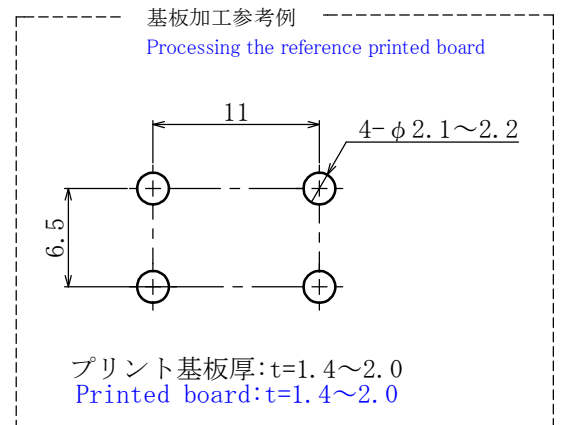 基板加工参考例
Processing the reference printed board
11
4-φ2.1～2.2
6.5
プリント基板厚:t=1.4～2.0
Printed board:t=1.4～2.0